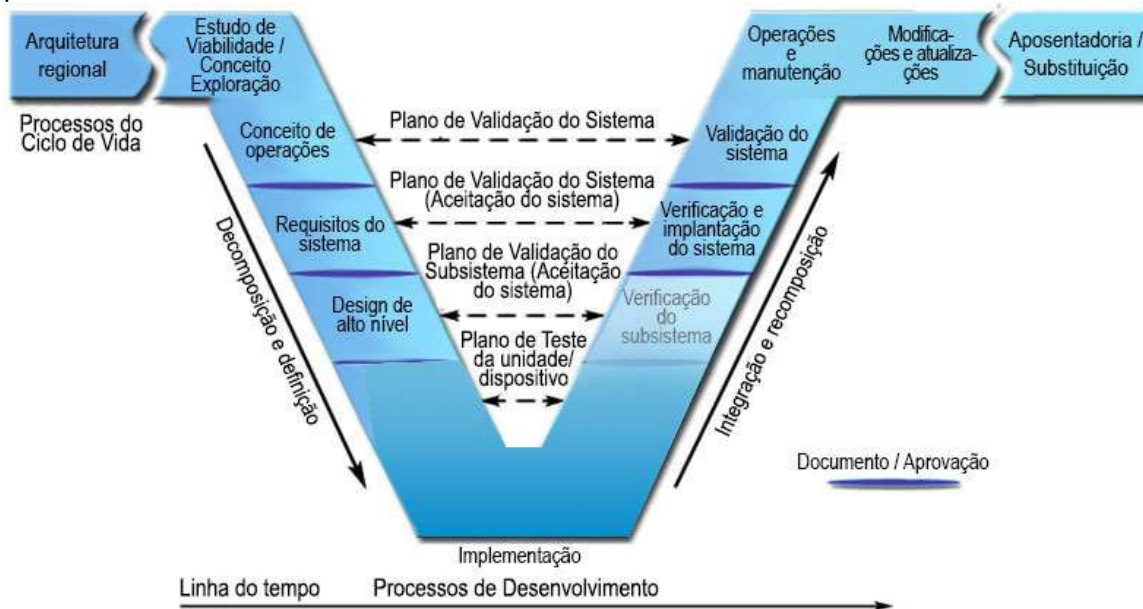 Arquitetura
regional
Estudo de
Viabilidade /
Conceito
Exploração
Operações
e
manutenção
Modifica-
ções e atualiza-
ções
Aposentadoria /
Substituição
Processos do
Ciclo de Vida
Conceito de
operações
Plano de Validação do Sistema
Validação do
sistema
Plano de Validação do Sistema
(Aceitação do sistema)
Requisitos do
sistema
Verificação e
implantação
do sistema
Plano de Validação do
Subsistema (Aceitação
do sistema)
Design de
alto nível
Verificação
do
subsistema
Plano de Teste
da unidade/
dispositivo
Decomposição e definição
Integração e recomposição
Documento / Aprovação
Implementação
Linha do tempo
Processos de Desenvolvimento